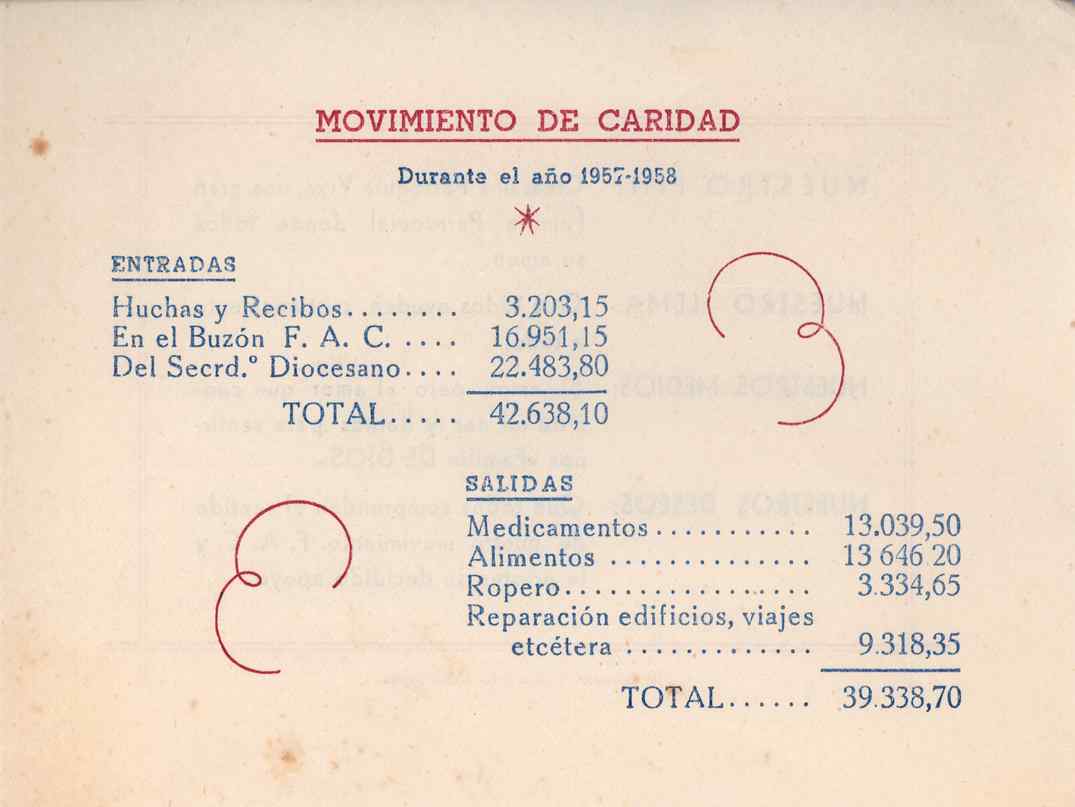 MOVIMIENTO DE CARIDAD
Durante el año 1957-1958
ENTRADAS
Huchas y Recibos........ 3.203,15
En el Buzón F. A. C. .... 16.951,15
Del Secrd.º Diocesano.... 22.483,80
TOTAL..... 42.638,10
SALIDAS
Medicamentos ........... 13.039,50
Alimentos .............. 13 646 20
Ropero................. 3.334,65
Reparación edificios, viajes
etcétera ............. 9.318,35
TOTAL...... 39.338,70